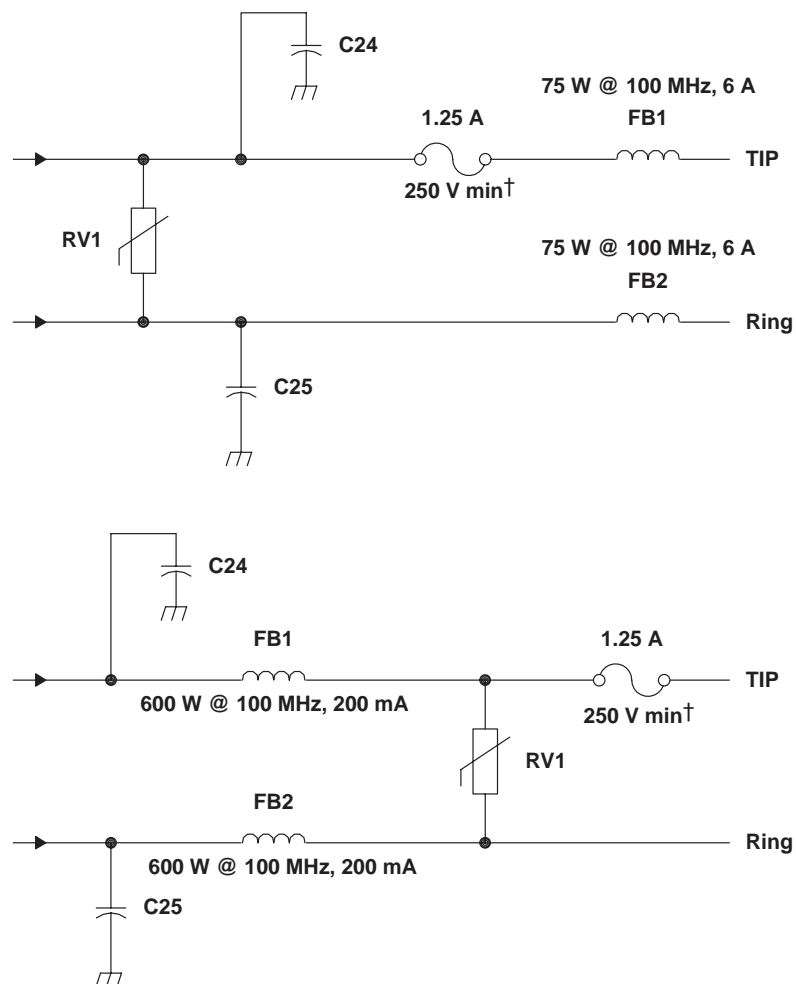 C24
75 W @ 100 MHz, 6 A
1.25 A
FB1
TIP
250 V min†
RV1
75 W @ 100 MHz, 6 A
FB2
Ring
C25
C24
FB1
1.25 A
TIP
600 W @ 100 MHz, 200 mA
250 V min†
RV1
FB2
Ring
600 W @ 100 MHz, 200 mA
C25